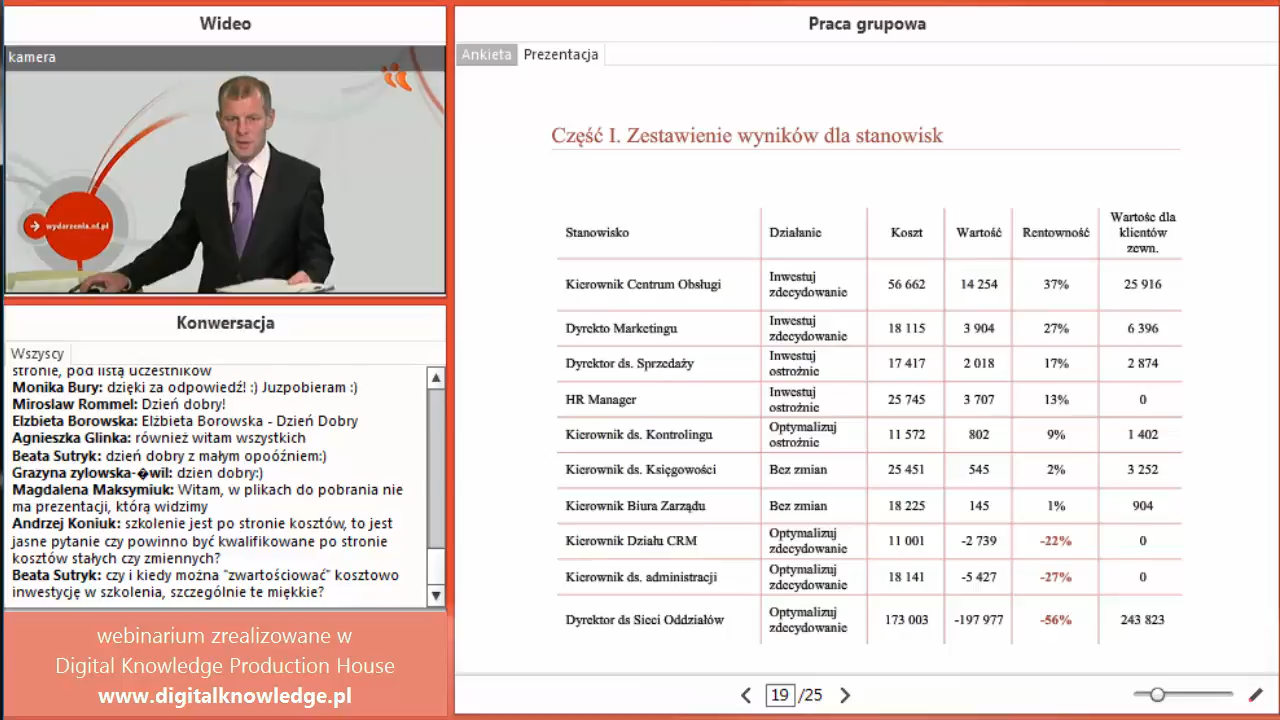 Wideo
kamera
wydarzenia.nf.pl
Konwersacja
Wszyscy
stronie, pod listą uczestników
Monika Bury: dzięki za odpowiedź! :) Juzpobieram :)
Miroslaw Rommel: Dzień dobry!
Elzbieta Borowska: Elżbieta Borowska - Dzień Dobry
Agnieszka Glinka: również witam wszystkich
Beata Sutryk: dzień dobry z małym opoóźniem:)
Grazyna zylowska-�wil: dzien dobry:)
Magdalena Maksymiuk: Witam, w plikach do pobrania nie
ma prezentacji, którą widzimy
Andrzej Koniuk: szkolenie jest po stronie kosztów, to jest
jasne pytanie czy powinno być kwalifikowane po stronie
kosztów stałych czy zmiennych?
Beata Sutryk: czy i kiedy można "zwartościować" kosztowo
inwestycję w szkolenia, szczególnie te miękkie?
webinarium zrealizowane w
Digital Knowledge Production House
www.digitalknowledge.pl
Praca grupowa
Ankieta Prezentacja
Część I. Zestawienie wyników dla stanowisk
Stanowisko Działanie Koszt Wartość Rentowność Wartośc dla
klientów
zewn.
Kierownik Centrum Obsługi Inwestuj
zdecydowanie 56 662 14 254 37% 25 916
Dyrekto Marketingu Inwestuj
zdecydowanie 18 115 3 904 27% 6 396
Dyrektor ds. Sprzedaży Inwestuj
ostrożnie 17 417 2 018 17% 2 874
HR Manager Inwestuj
ostrożnie 25 745 3 707 13% 0
Kierownik ds. Kontrolingu Optymalizuj
ostrożnie 11 572 802 9% 1 402
Kierownik ds. Księgowości Bez zmian 25 451 545 2% 3 252
Kierownik Biura Zarządu Bez zmian 18 225 145 1% 904
Kierownik Działu CRM Optymalizuj
zdecydowanie 11 001 -2 739 -22% 0
Kierownik ds. administracji Optymalizuj
zdecydowanie 18 141 -5 427 -27% 0
Dyrektor ds Sieci Oddziałów Optymalizuj
zdecydowanie 173 003 -197 977 -56% 243 823
19 /25